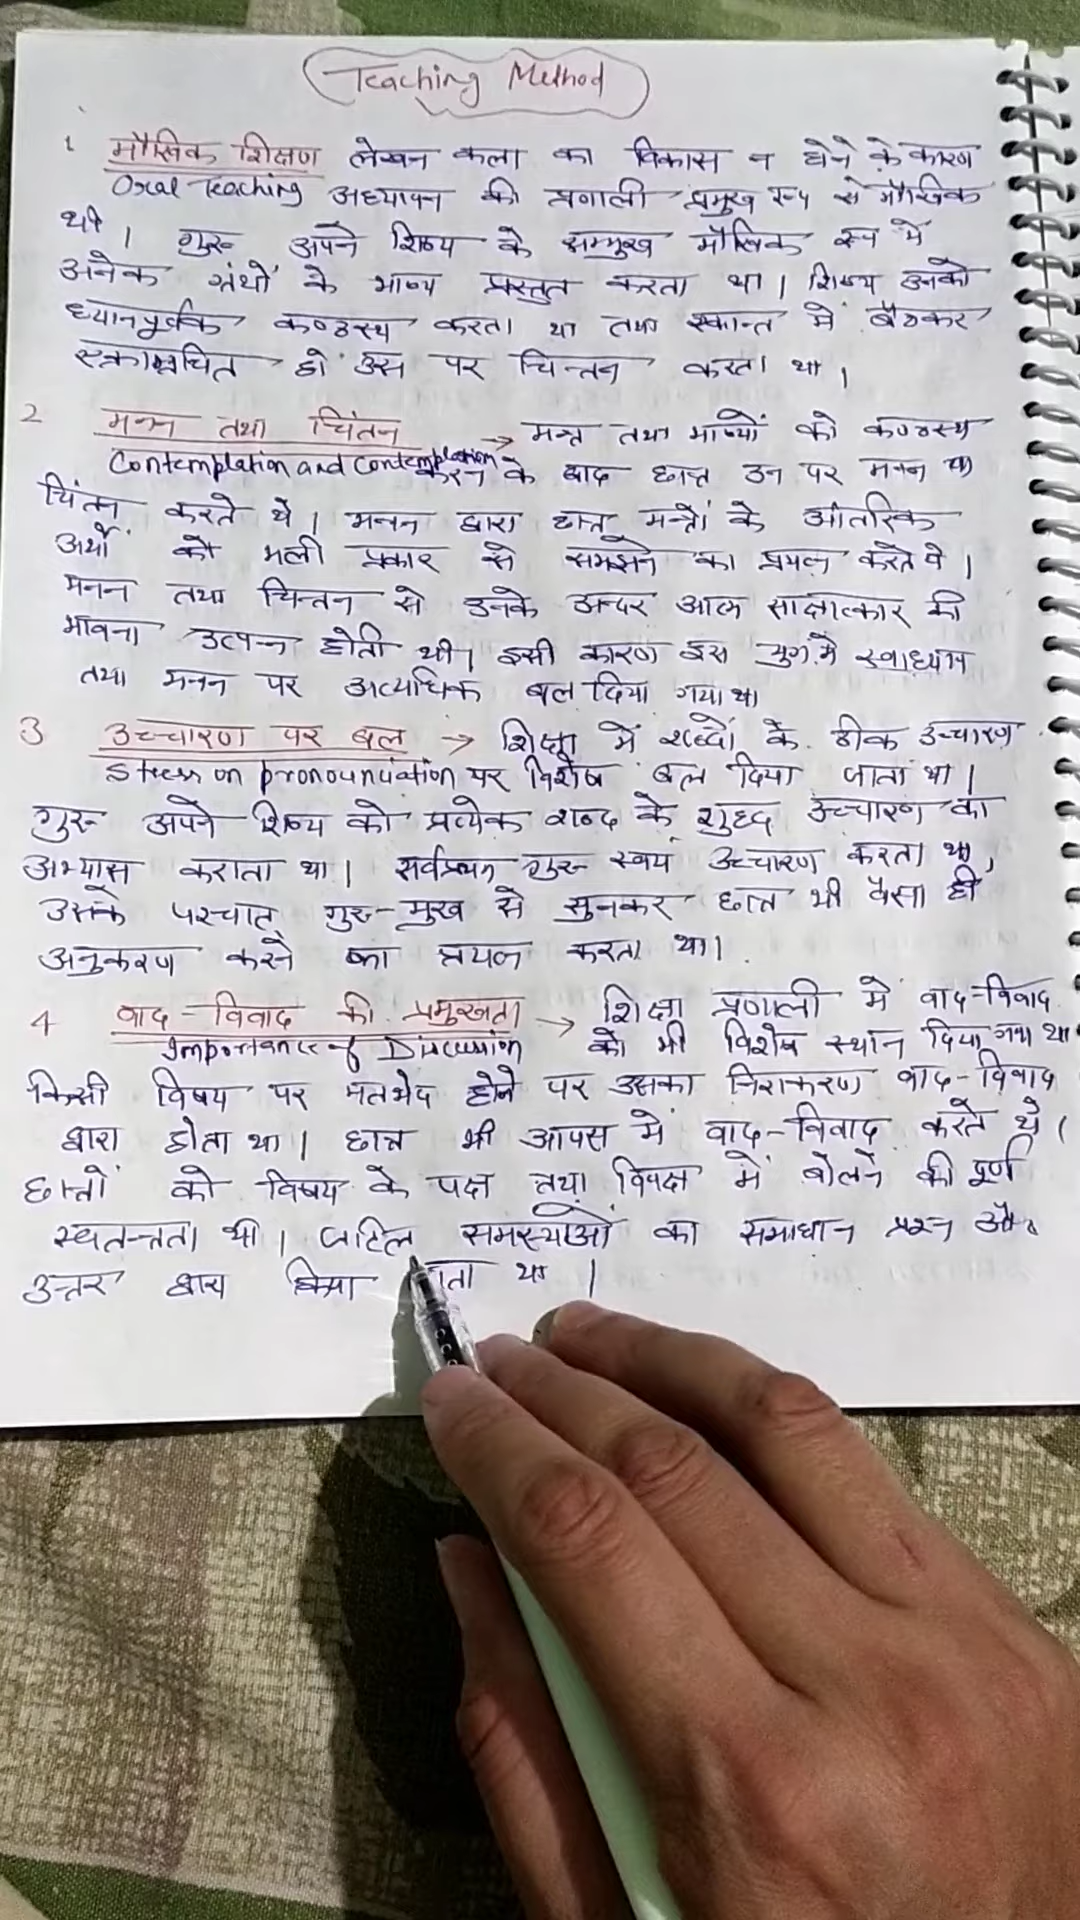 Teaching Method
1 मौखिक शिक्षण लेखन कला का विकास न होने के कारण
Oral Teaching अध्यापन की प्रणाली प्रमुख रूप से मौखिक
थी। गुरू अपने शिष्य के सम्मुख मौखिक रूप में
अनेक ग्रंथों के भाष्य प्रस्तुत करता था। शिष्य उनको
ध्यानपूर्वक कण्ठस्थ करता था तथा एकान्त में बैठकर
हो उस पर चिन्तन करता था।
2 मनन तथा चिंतन → मन्त्र तथा भाष्यों को कण्ठस्थ
Contemplation and Contemplation करने के बाद छात्र उन पर मनन व
चिंतन करते थे। मनन द्वारा छात्र मन्त्रों के आंतरिक
अर्थों को भली प्रकार से समझने का प्रयत्न करते थे।
मनन तथा चिन्तन से उनके अन्दर आत्म साक्षात्कार की
भावना उत्पन्न होती थी। इसी कारण इस युग में स्वाध्याय
तथा मनन पर अत्यधिक बल दिया गया था
3 उच्चारण पर बल → शिक्षा में शब्दों के ठीक उच्चारण
Stress on pronounciation पर विशेष बल दिया जाता था।
गुरू अपने शिष्य को प्रत्येक शब्द के शुद्ध उच्चारण का
अभ्यास कराता था। सर्वप्रथम गुरू स्वयं उच्चारण करता था,
उसके पश्चात् गुरू-मुख से सुनकर छात्र भी वैसा ही
अनुकरण करने का प्रयत्न करता था।
4 वाद-विवाद की प्रमुखता → शिक्षा प्रणाली में वाद-विवाद
Importance of Discussion को भी विशेष स्थान दिया गया था
किसी विषय पर मतभेद होने पर उसका निराकरण वाद-विवाद
द्वारा होता था। छात्र भी आपस में वाद-विवाद करते थे।
छात्रों को विषय के पक्ष तथा विपक्ष में बोलने की पूर्ण
स्वतन्त्रता थी। जटिल समस्याओं का समाधान प्रश्न और
उत्तर द्वारा किया जाता था।